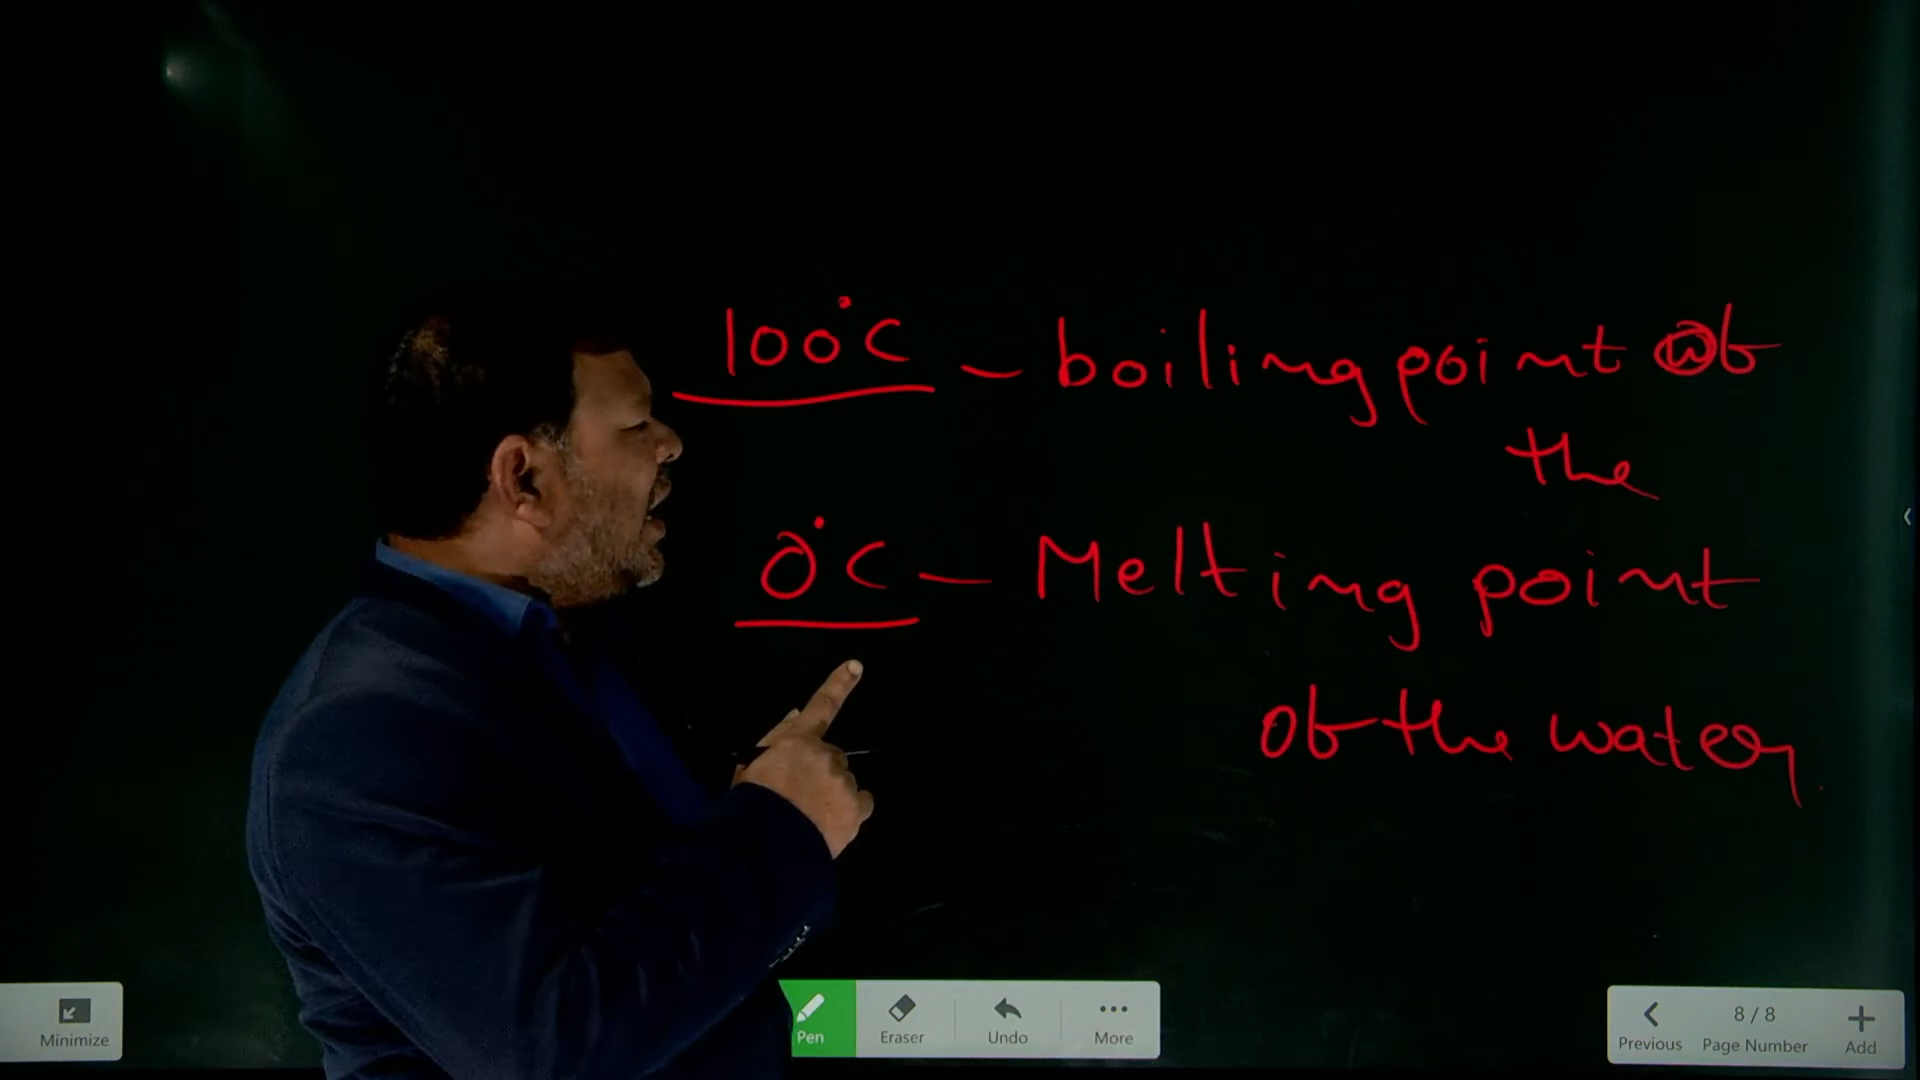 100°C – boiling point of
the
0°C – Melting point
of the water
Minimize
Pen
Eraser
Undo
More
Previous
8 / 8
Page Number
Add